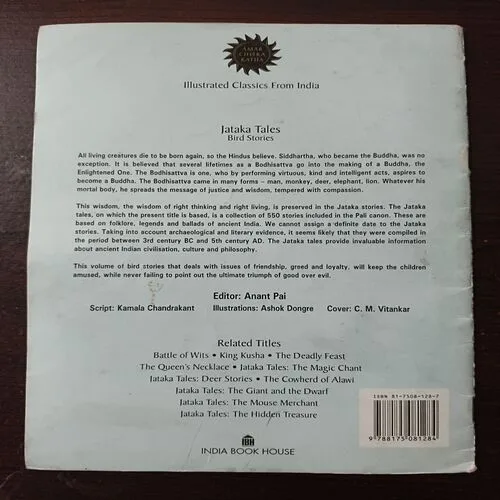 AMAR
CHITRA
KATHA
Illustrated Classics From India
Jataka Tales
Bird Stories
All living creatures die to be born again, so the Hindus believe. Siddhartha, who became the Buddha, was no
exception. It is believed that several lifetimes as a Bodhisattva go into the making of a Buddha, the
Enlightened One. The Bodhisattva is one, who by performing virtuous, kind and intelligent acts, aspires to
become a Buddha. The Bodhisattva came in many forms – man, monkey, deer, elephant, lion. Whatever his
mortal body, he spreads the message of justice and wisdom, tempered with compassion.
This wisdom, the wisdom of right thinking and right living, is preserved in the Jataka stories. The Jataka
tales, on which the present title is based, is a collection of 550 stories included in the Pali canon. These are
based on folklore, legends and ballads of ancient India. We cannot assign a definite date to the Jataka
stories. Taking into account archaeological and literary evidence, it seems likely that they were compiled in
the period between 3rd century BC and 5th century AD. The Jataka tales provide invaluable information
about ancient Indian civilisation, culture and philosophy.
This volume of bird stories that deals with issues of friendship, greed and loyalty, will keep the children
amused, while never failing to point out the ultimate triumph of good over evil.
Editor: Anant Pai
Script: Kamala Chandrakant Illustrations: Ashok Dongre Cover: C. M. Vitankar
Related Titles
Battle of Wits • King Kusha • The Deadly Feast
The Queen's Necklace • Jataka Tales: The Magic Chant
Jataka Tales: Deer Stories • The Cowherd of Alawi
Jataka Tales: The Giant and the Dwarf
Jataka Tales: The Mouse Merchant
Jataka Tales: The Hidden Treasure
ISBN 81-7508-128-7
9 788175 081284
IBH
INDIA BOOK HOUSE